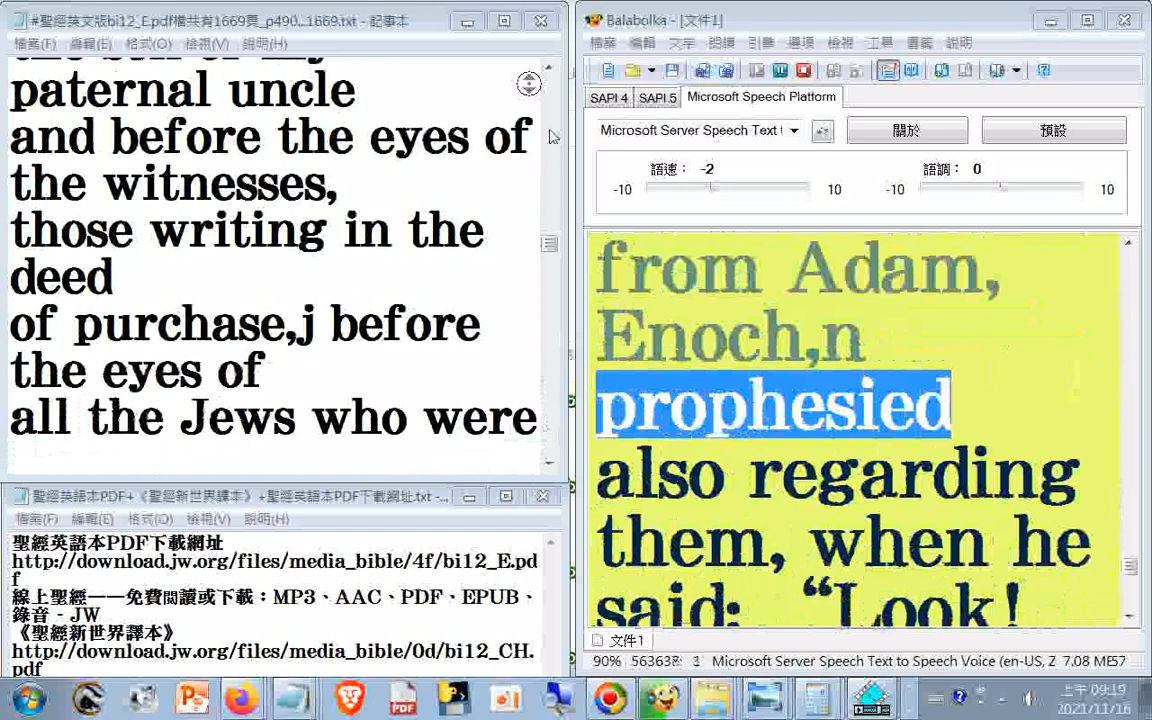 #聖經英文版bi12_E.pdf檔共有1669頁_p490...1669.txt - 記事本
檔案(F) 編輯(E) 格式(O) 檢視(V) 說明(H)
paternal uncle
and before the eyes of
the witnesses,
those writing in the
deed
of purchase,j before
the eyes of
all the Jews who were
聖經英語本PDF+《聖經新世界譯本》+聖經英語本PDF下載網址.txt -...
檔案(F) 編輯(E) 格式(O) 檢視(V) 說明(H)
聖經英語本PDF下載網址
http://download.jw.org/files/media_bible/4f/bi12_E.pd
f
線上聖經——免費閱讀或下載：MP3、AAC、PDF、EPUB、
錄音 - JW
《聖經新世界譯本》
http://download.jw.org/files/media_bible/0d/bi12_CH.
pdf
Balabolka - [文件1]
檔案 編輯 文字 朗讀 引擎 選項 檢視 工具 書籤 說明
SAPI 4 SAPI 5 Microsoft Speech Platform
Microsoft Server Speech Text 關於 預設
語速： -2 語調： 0
-10 10 -10 10
from Adam,
Enoch,n
prophesied
also regarding
them, when he
said: “Look!
文件1
90% Microsoft Server Speech Text to Speech Voice (en-US, Z 7.08 ME57
上午 09:19
2021/11/16